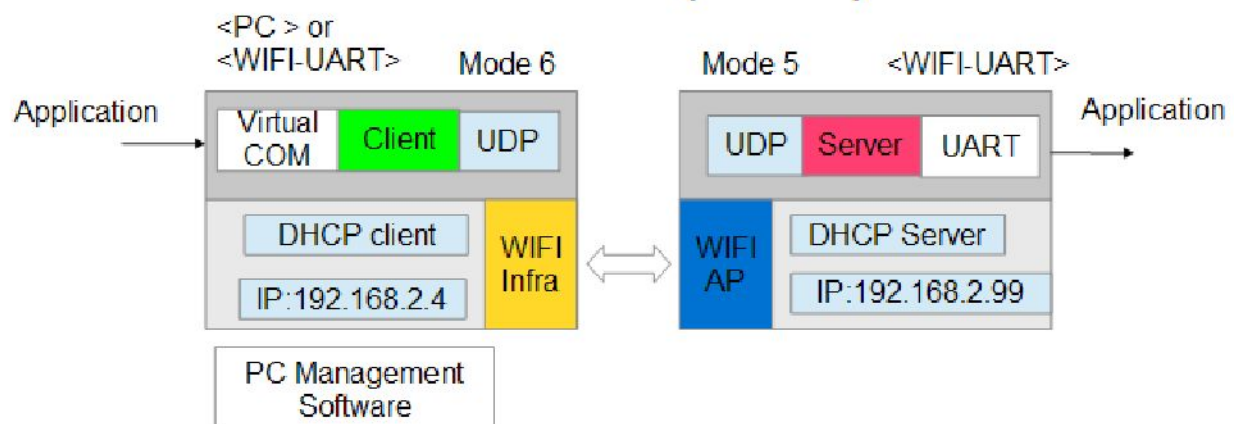 <PC > or
<WIFI-UART>
Mode 6
Mode 5
<WIFI-UART>
Application
Virtual
COM
Client
UDP
UDP
Server
UART
Application
DHCP client
WIFI
Infra
IP:192.168.2.4
WIFI
AP
DHCP Server
IP:192.168.2.99
PC Management
Software